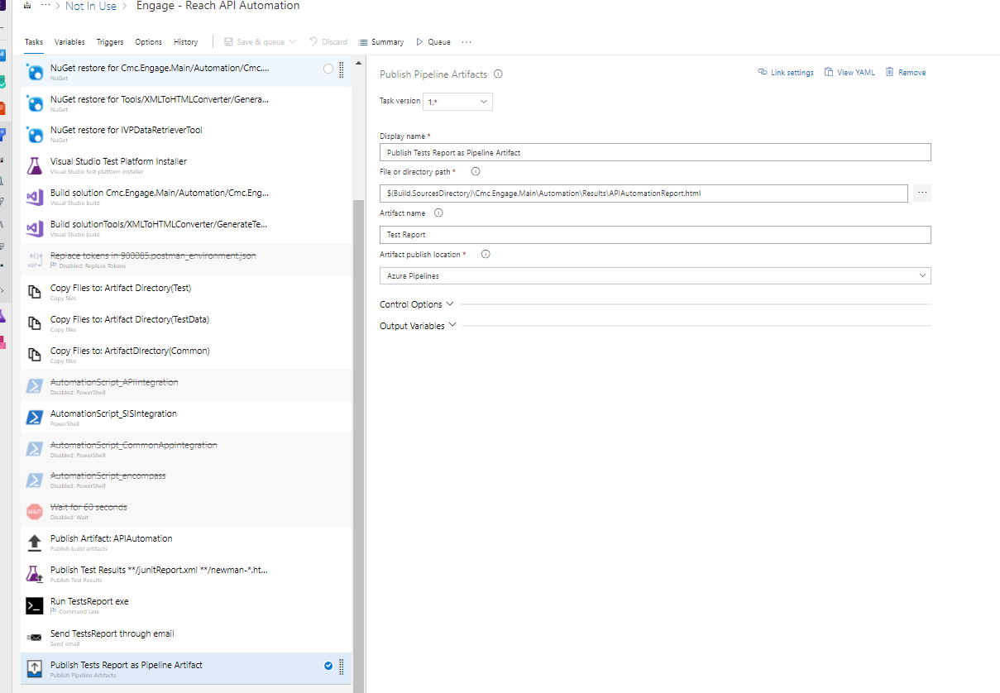 ··· > Not In Use > Engage - Reach API Automation
Tasks Variables Triggers Options History Save & queue Discard Summary Queue ···
NuGet restore for Cmc.Engage.Main/Automation/Cmc....
NuGet
NuGet restore for Tools/XMLToHTMLConverter/Genera...
NuGet
NuGet restore for IVPDataRetrieverTool
NuGet
Visual Studio Test Platform Installer
Visual Studio test platform installer
Build solution Cmc.Engage.Main/Automation/Cmc.Eng...
Visual Studio build
Build solutionTools/XMLToHTMLConverter/GenerateTe...
Visual Studio build
Replace tokens in 900085.postman_environment.json
Disabled: Replace Tokens
Copy Files to: Artifact Directory(Test)
Copy files
Copy Files to: Artifact Directory(TestData)
Copy files
Copy Files to: ArtifactDIrectory(Common)
Copy files
AutomationScript_APIIntegration
Disabled: PowerShell
AutomationScript_SISIntegration
PowerShell
AutomationScript_CommonAppIntegration
Disabled: PowerShell
AutomationScript_encompass
Disabled: PowerShell
WAIT
Wait for 60 seconds
Disabled: Wait
Publish Artifact: APIAutomation
Publish build artifacts
Publish Test Results **/junitReport.xml **/newman-*.ht...
Publish Test Results
Run TestsReport exe
Command Line
Send TestsReport through email
Send email
Publish Tests Report as Pipeline Artifact
Publish Pipeline Artifacts
Publish Pipeline Artifacts
Link settings View YAML Remove
Task version 1.*
Display name *
Publish Tests Report as Pipeline Artifact
File or directory path *
$(Build.SourcesDirectory)\Cmc.Engage.Main\Automation\Results\APIAutomationReport.html ···
Artifact name
Test Report
Artifact publish location *
Azure Pipelines
Control Options
Output Variables